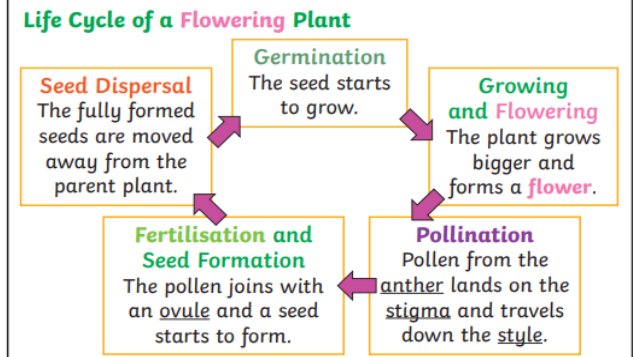 Life Cycle of a Flowering Plant
Germination
The seed starts
to grow.
Growing
and Flowering
The plant grows
bigger and
forms a flower.
Pollination
Pollen from the
anther lands on the
stigma and travels
down the style.
Fertilisation and
Seed Formation
The pollen joins with
an ovule and a seed
starts to form.
Seed Dispersal
The fully formed
seeds are moved
away from the
parent plant.